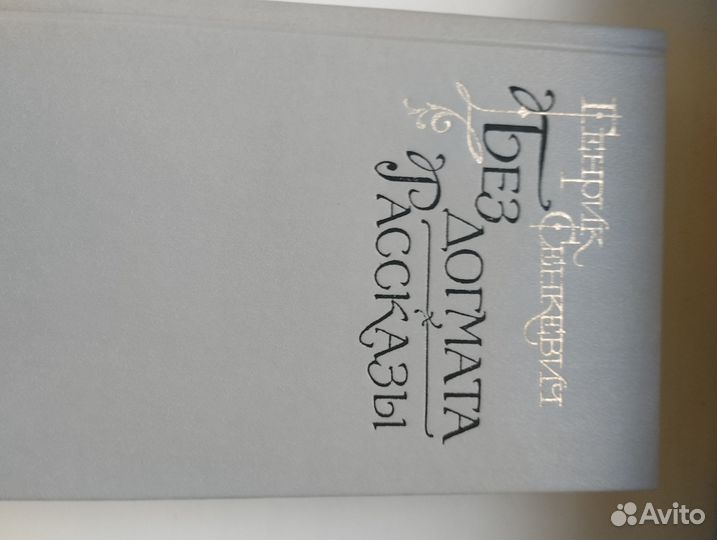 Генрик
Сенкевич
Без
догмата
Рассказы
Avito